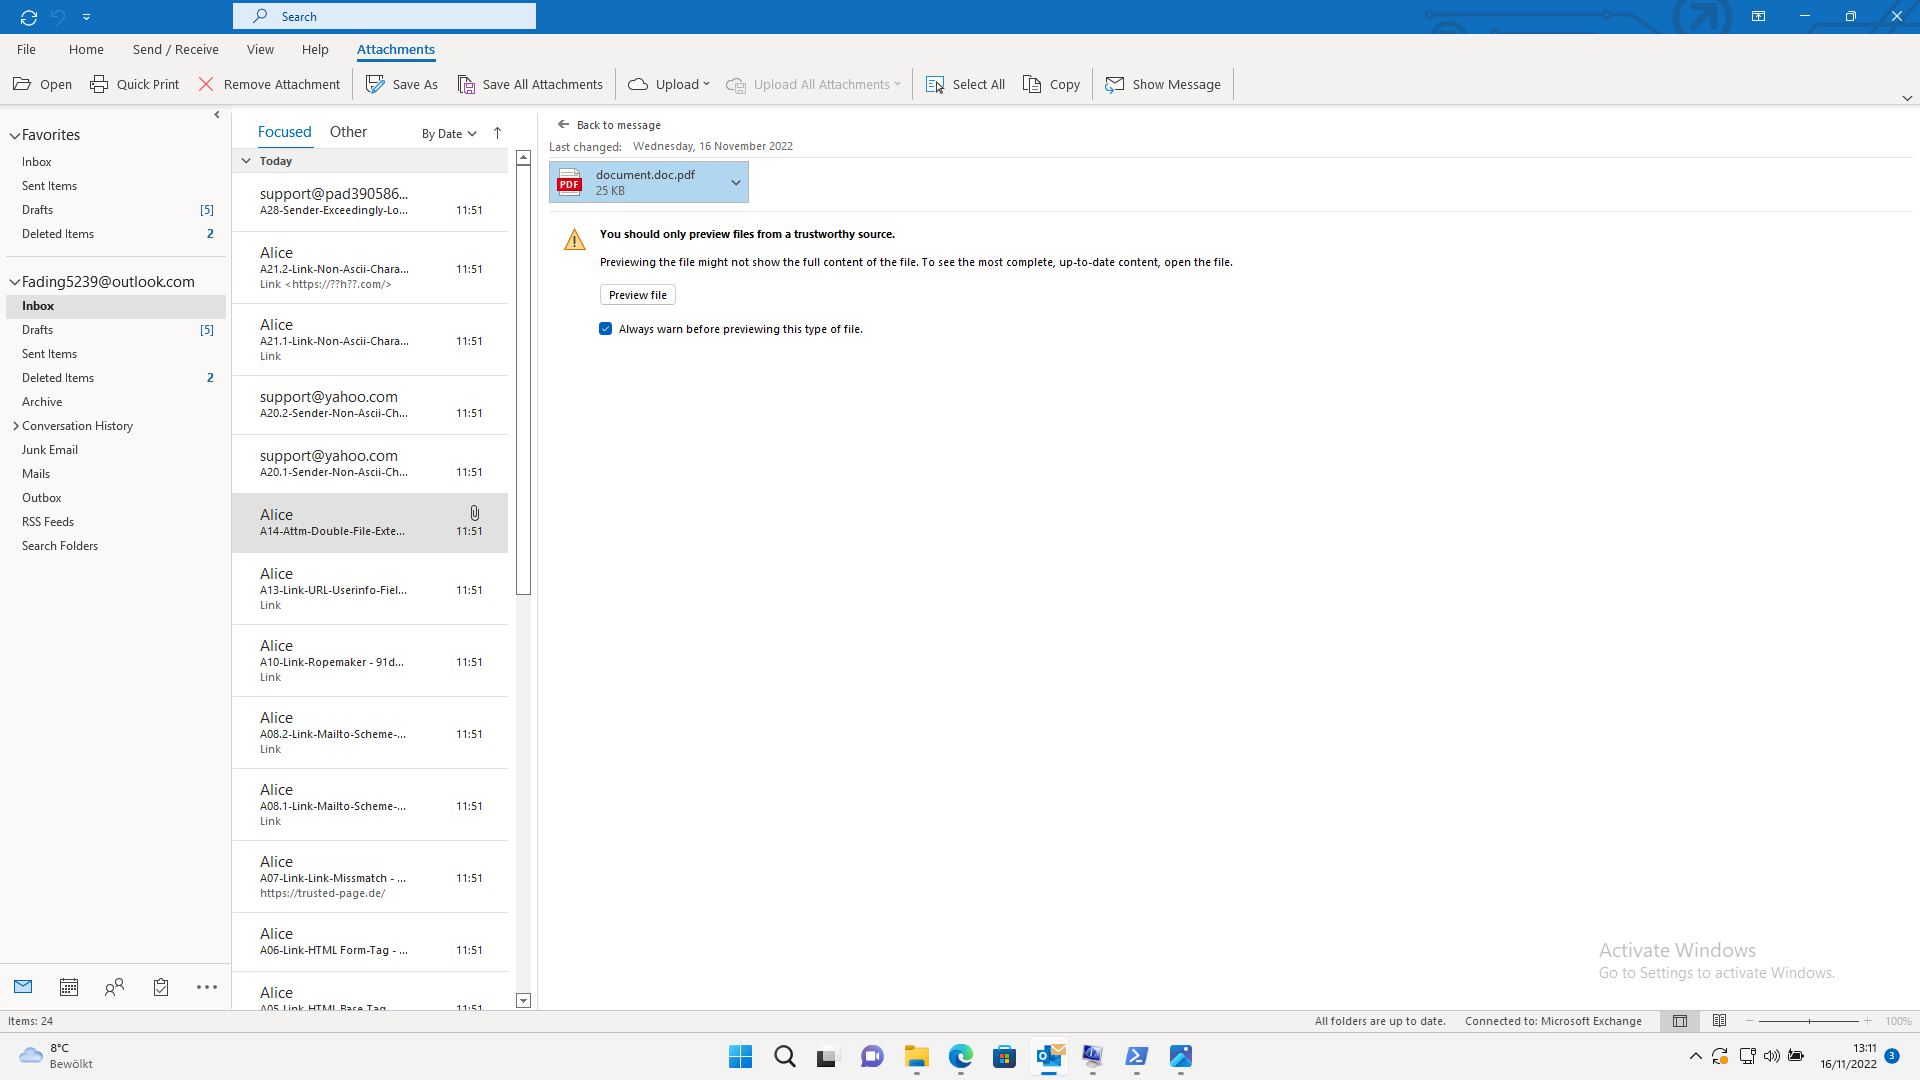 Search
File Home Send / Receive View Help Attachments
Open Quick Print Remove Attachment Save As Save All Attachments Upload Upload All Attachments Select All Copy Show Message
Favorites
Inbox
Sent Items
Drafts [5]
Deleted Items 2
Fading5239@outlook.com
Inbox
Drafts [5]
Sent Items
Deleted Items 2
Archive
Conversation History
Junk Email
Mails
Outbox
RSS Feeds
Search Folders
Focused Other By Date
Today
support@pad390586...
A28-Sender-Exceedingly-Lo... 11:51
Alice
A21.2-Link-Non-Ascii-Chara... 11:51
Link <https://??h??.com/>
Alice
A21.1-Link-Non-Ascii-Chara... 11:51
Link
support@yahoo.com
A20.2-Sender-Non-Ascii-Ch... 11:51
support@yahoo.com
A20.1-Sender-Non-Ascii-Ch... 11:51
Alice
A14-Attm-Double-File-Exte... 11:51
Alice
A13-Link-URL-Userinfo-Fiel... 11:51
Link
Alice
A10-Link-Ropemaker - 91d... 11:51
Link
Alice
A08.2-Link-Mailto-Scheme-... 11:51
Link
Alice
A08.1-Link-Mailto-Scheme-... 11:51
Link
Alice
A07-Link-Link-Missmatch - ... 11:51
https://trusted-page.de/
Alice
A06-Link-HTML Form-Tag - ... 11:51
Alice
A05-Link-HTML Base Tag 11:51
Back to message
Last changed: Wednesday, 16 November 2022
PDF
document.doc.pdf
25 KB
You should only preview files from a trustworthy source.
Previewing the file might not show the full content of the file. To see the most complete, up-to-date content, open the file.
Preview file
Always warn before previewing this type of file.
Activate Windows
Go to Settings to activate Windows.
Items: 24 All folders are up to date. Connected to: Microsoft Exchange 100%
8°C
Bewölkt
13:11
16/11/2022
3